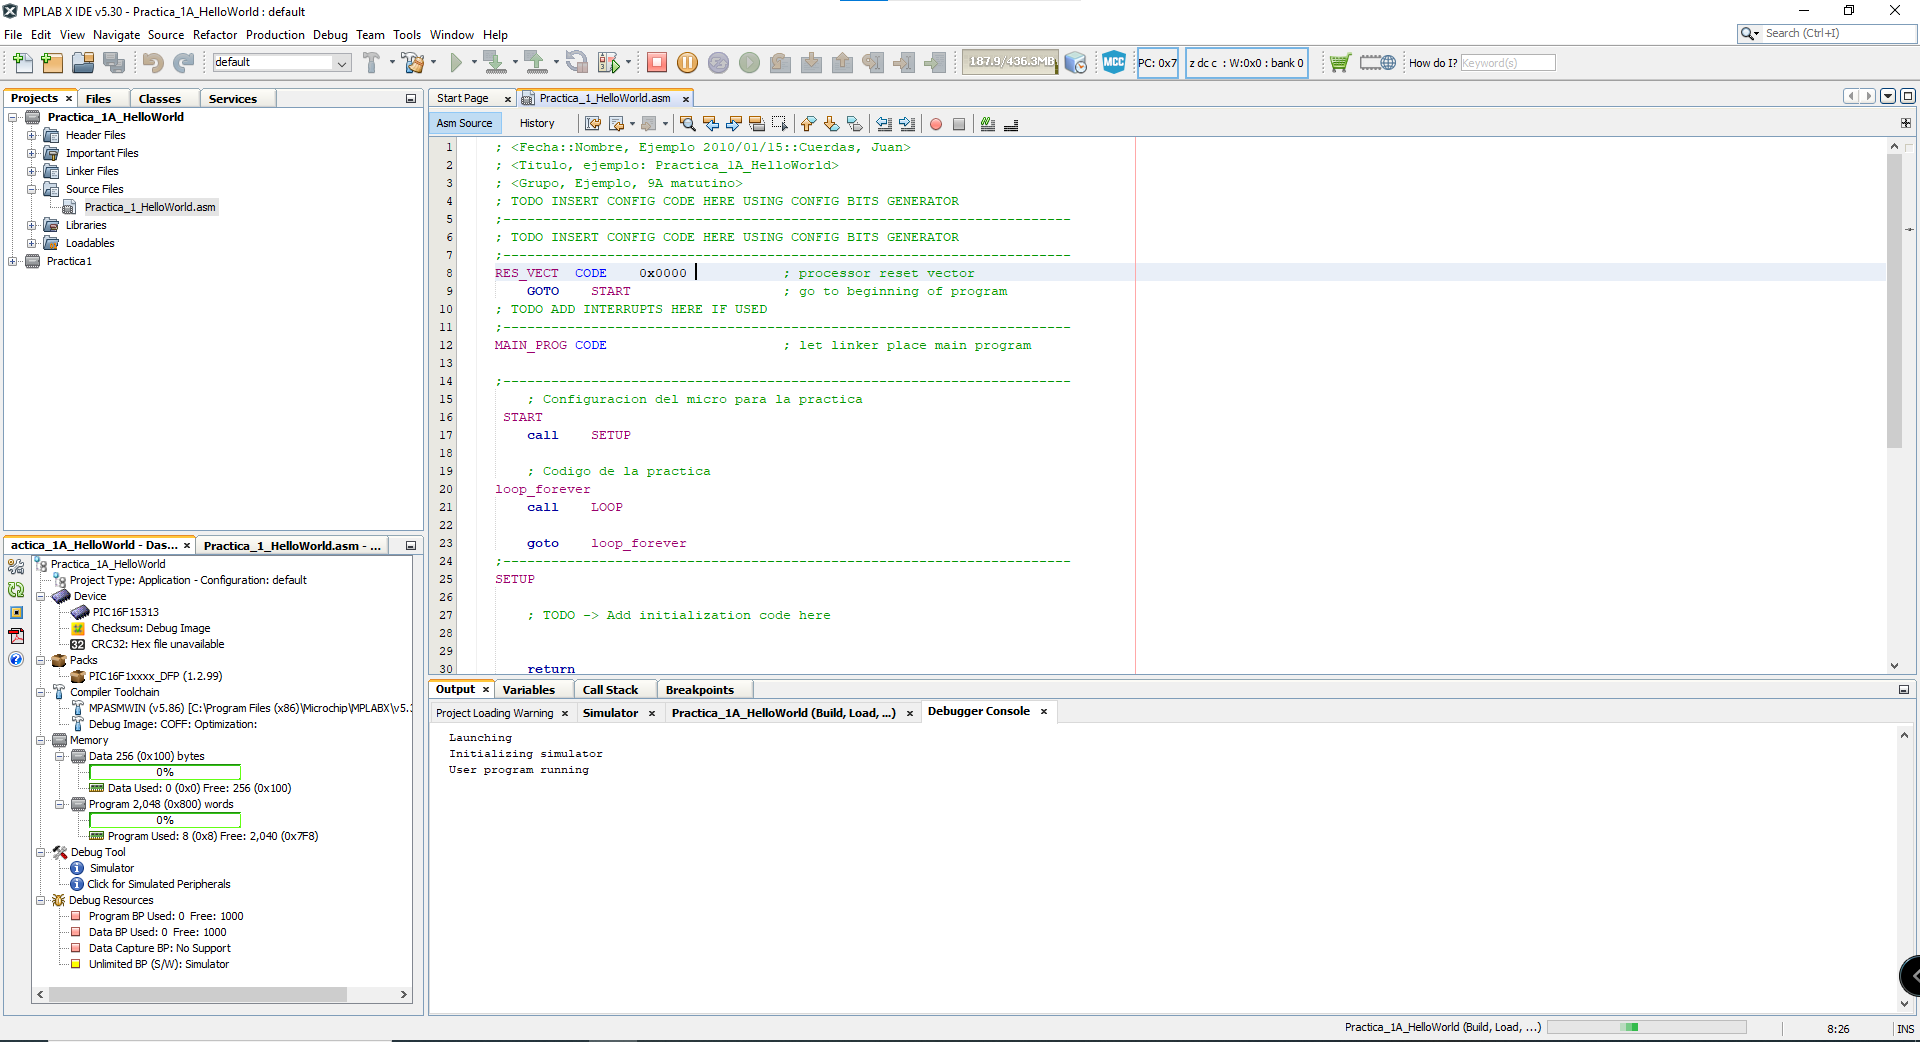 MPLAB X IDE v5.30 - Practica_1A_HelloWorld : default
File Edit View Navigate Source Refactor Production Debug Team Tools Window Help
Search (Ctrl+I)
default
187.9/436.3MB
MCC
PC: 0x7
z dc c : W:0x0 : bank 0
How do I?
Keyword(s)
Projects Files Classes Services
Practica_1A_HelloWorld
Header Files
Important Files
Linker Files
Source Files
Practica_1_HelloWorld.asm
Libraries
Loadables
Practica1
Start Page Practica_1_HelloWorld.asm
Asm Source History
1 ; <Fecha::Nombre, Ejemplo 2010/01/15::Cuerdas, Juan>
2 ; <Titulo, ejemplo: Practica_1A_HelloWorld>
3 ; <Grupo, Ejemplo, 9A matutino>
4 ; TODO INSERT CONFIG CODE HERE USING CONFIG BITS GENERATOR
5 ;-----------------------------------------------------------------------
6 ; TODO INSERT CONFIG CODE HERE USING CONFIG BITS GENERATOR
7 ;-----------------------------------------------------------------------
8 RES_VECT CODE 0x0000 ; processor reset vector
9 GOTO START ; go to beginning of program
10 ; TODO ADD INTERRUPTS HERE IF USED
11 ;-----------------------------------------------------------------------
12 MAIN_PROG CODE ; let linker place main program
13
14 ;-----------------------------------------------------------------------
15 ; Configuracion del micro para la practica
16 START
17 call SETUP
18
19 ; Codigo de la practica
20 loop_forever
21 call LOOP
22
23 goto loop_forever
24 ;-----------------------------------------------------------------------
25 SETUP
26
27 ; TODO -> Add initialization code here
28
29
30 return
actica_1A_HelloWorld - Das... Practica_1_HelloWorld.asm - ...
Practica_1A_HelloWorld
Project Type: Application - Configuration: default
Device
PIC16F15313
Checksum: Debug Image
32 CRC32: Hex file unavailable
Packs
PIC16F1xxxx_DFP (1.2.99)
Compiler Toolchain
MPASMWIN (v5.86) [C:\Program Files (x86)\Microchip\MPLABX\v5.3
Debug Image: COFF: Optimization:
Memory
Data 256 (0x100) bytes
0%
Data Used: 0 (0x0) Free: 256 (0x100)
Program 2,048 (0x800) words
0%
Program Used: 8 (0x8) Free: 2,040 (0x7F8)
Debug Tool
Simulator
Click for Simulated Peripherals
Debug Resources
Program BP Used: 0 Free: 1000
Data BP Used: 0 Free: 1000
Data Capture BP: No Support
Unlimited BP (S/W): Simulator
Output Variables Call Stack Breakpoints
Project Loading Warning Simulator Practica_1A_HelloWorld (Build, Load, ...) Debugger Console
Launching
Initializing simulator
User program running
Practica_1A_HelloWorld (Build, Load, ...)
8:26
INS